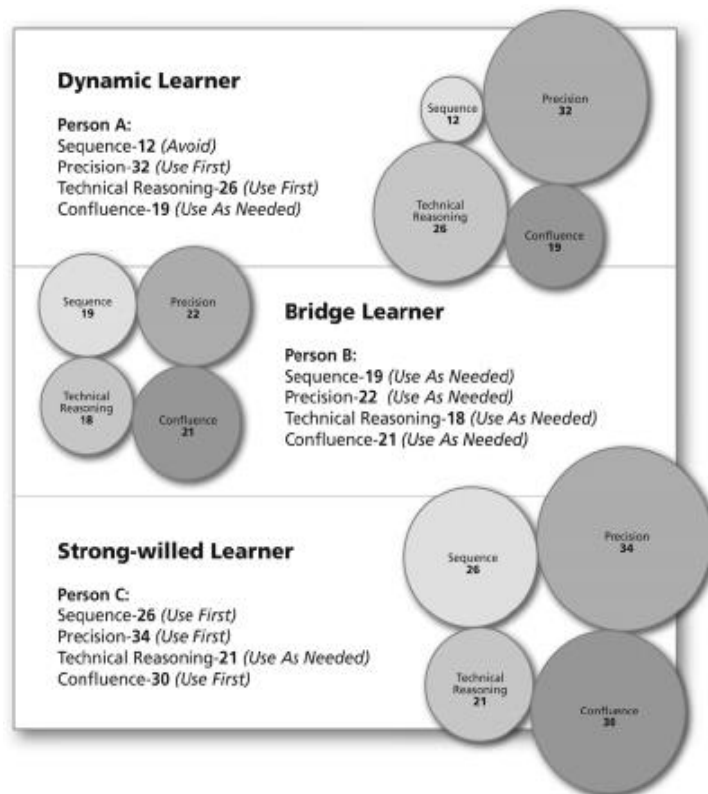 Dynamic Learner
Person A:
Sequence-12 (Avoid)
Precision-32 (Use First)
Technical Reasoning-26 (Use First)
Confluence-19 (Use As Needed)
Sequence
12
Precision
32
Technical
Reasoning
26
Confluence
19
Sequence
19
Precision
22
Technical
Reasoning
18
Confluence
21
Bridge Learner
Person B:
Sequence-19 (Use As Needed)
Precision-22 (Use As Needed)
Technical Reasoning-18 (Use As Needed)
Confluence-21 (Use As Needed)
Strong-willed Learner
Person C:
Sequence-26 (Use First)
Precision-34 (Use First)
Technical Reasoning-21 (Use As Needed)
Confluence-30 (Use First)
Sequence
26
Precision
34
Technical
Reasoning
21
Confluence
30